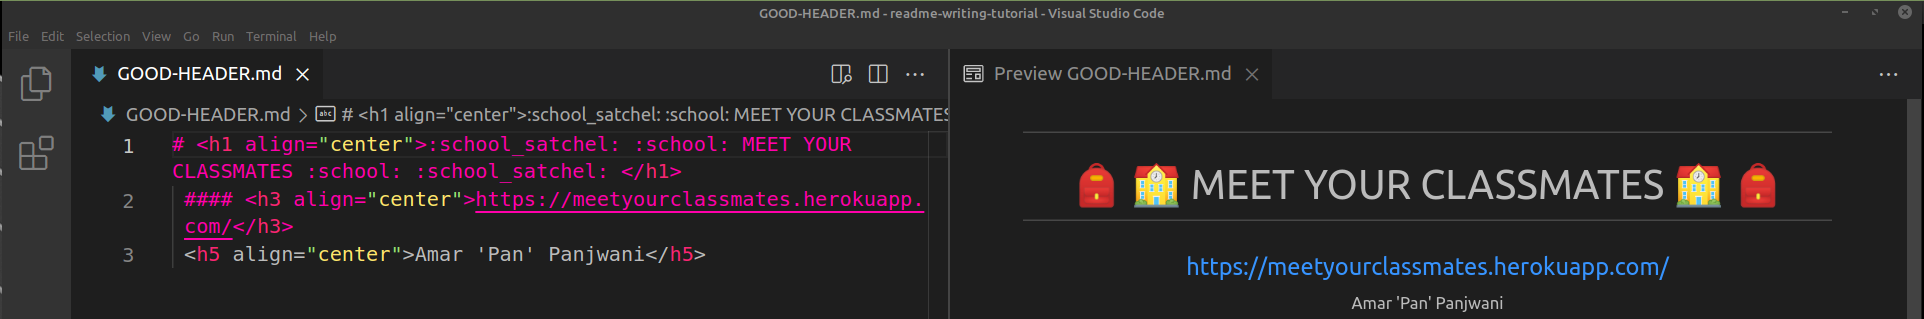 GOOD-HEADER.md - readme-writing-tutorial - Visual Studio Code
File Edit Selection View Go Run Terminal Help
GOOD-HEADER.md
GOOD-HEADER.md > # <h1 align="center">:school_satchel: :school: MEET YOUR CLASSMATES
1 # <h1 align="center">:school_satchel: :school: MEET YOUR
CLASSMATES :school: :school_satchel: </h1>
2 #### <h3 align="center">https://meetyourclassmates.herokuapp.
com/</h3>
3 <h5 align="center">Amar 'Pan' Panjwani</h5>
Preview GOOD-HEADER.md
MEET YOUR CLASSMATES
https://meetyourclassmates.herokuapp.com/
Amar 'Pan' Panjwani